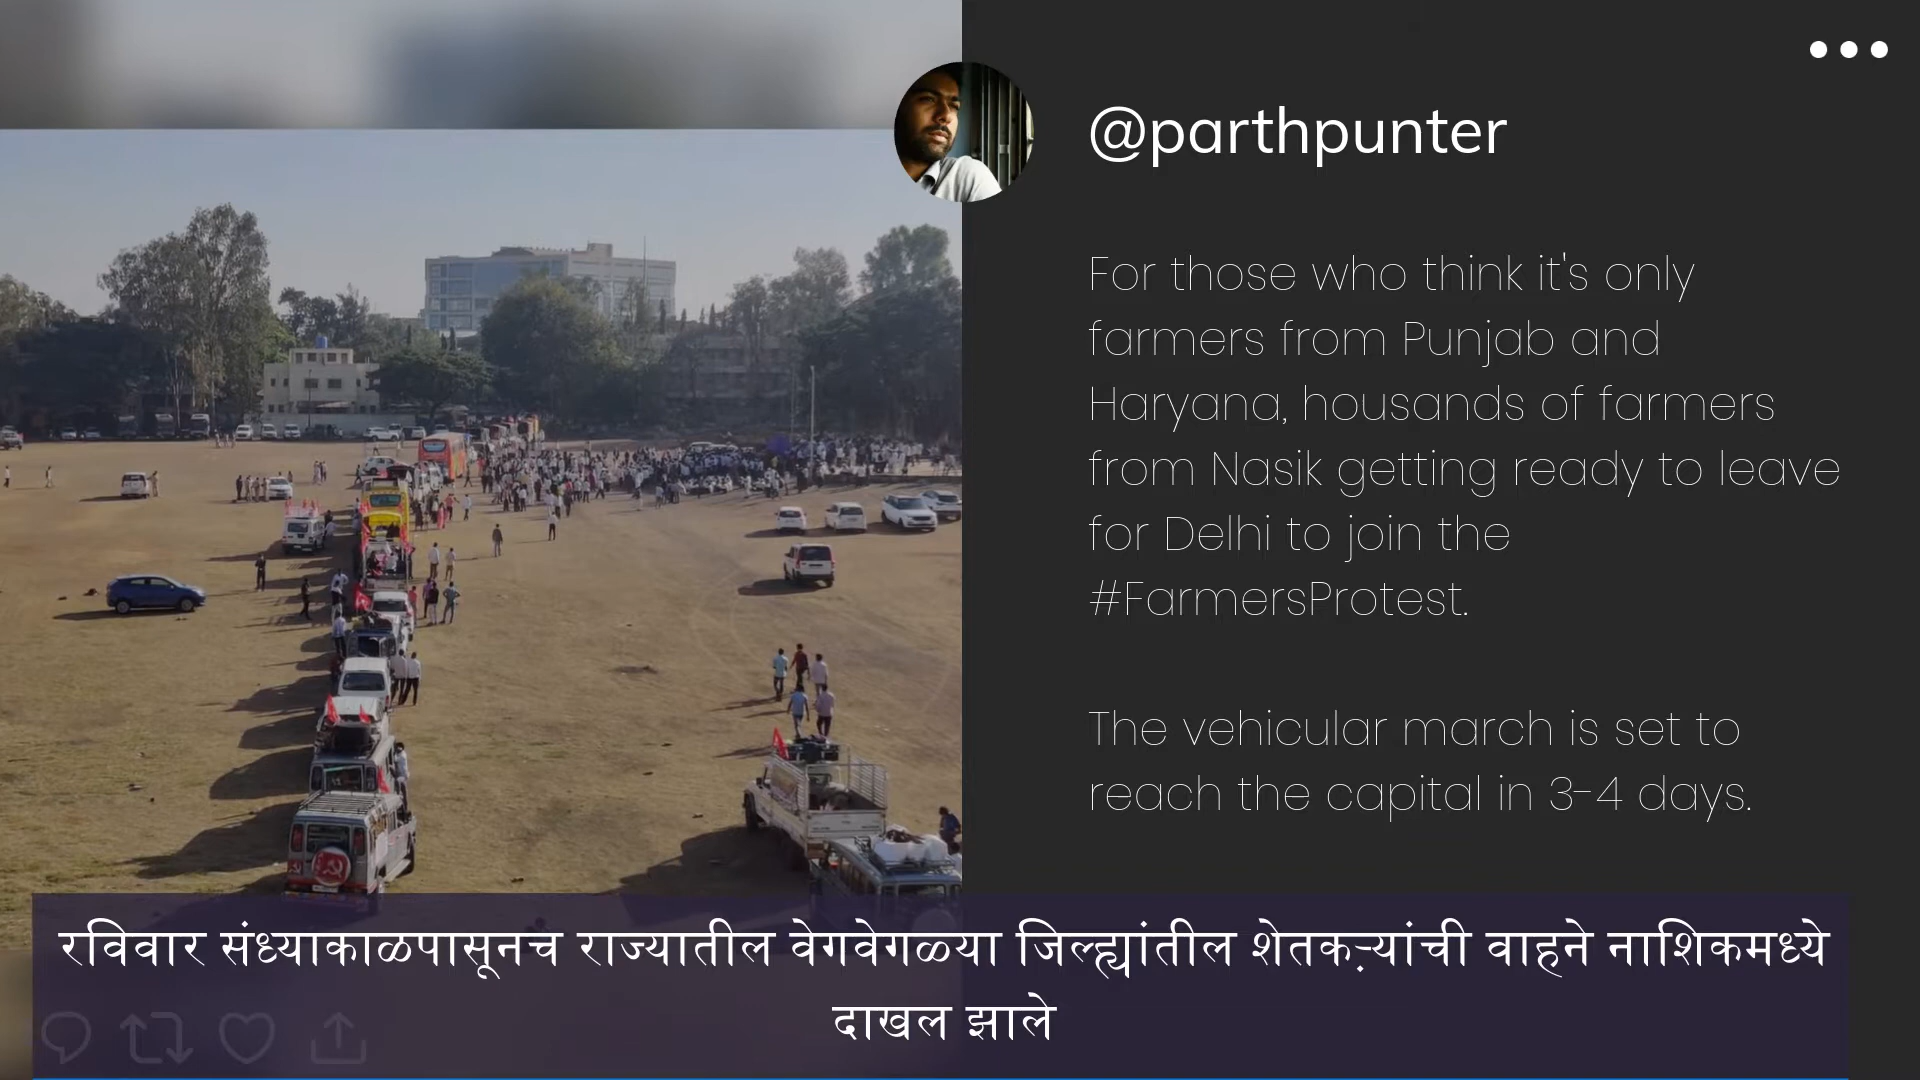 @parthpunter
For those who think it's only
farmers from Punjab and
Haryana, housands of farmers
from Nasik getting ready to leave
for Delhi to join the
#FarmersProtest.
The vehicular march is set to
reach the capital in 3-4 days.
रविवार संध्याकाळपासूनच राज्यातील वेगवेगळ्या जिल्ह्यांतील शेतकऱ्यांची वाहने नाशिकमध्ये
दाखल झाले